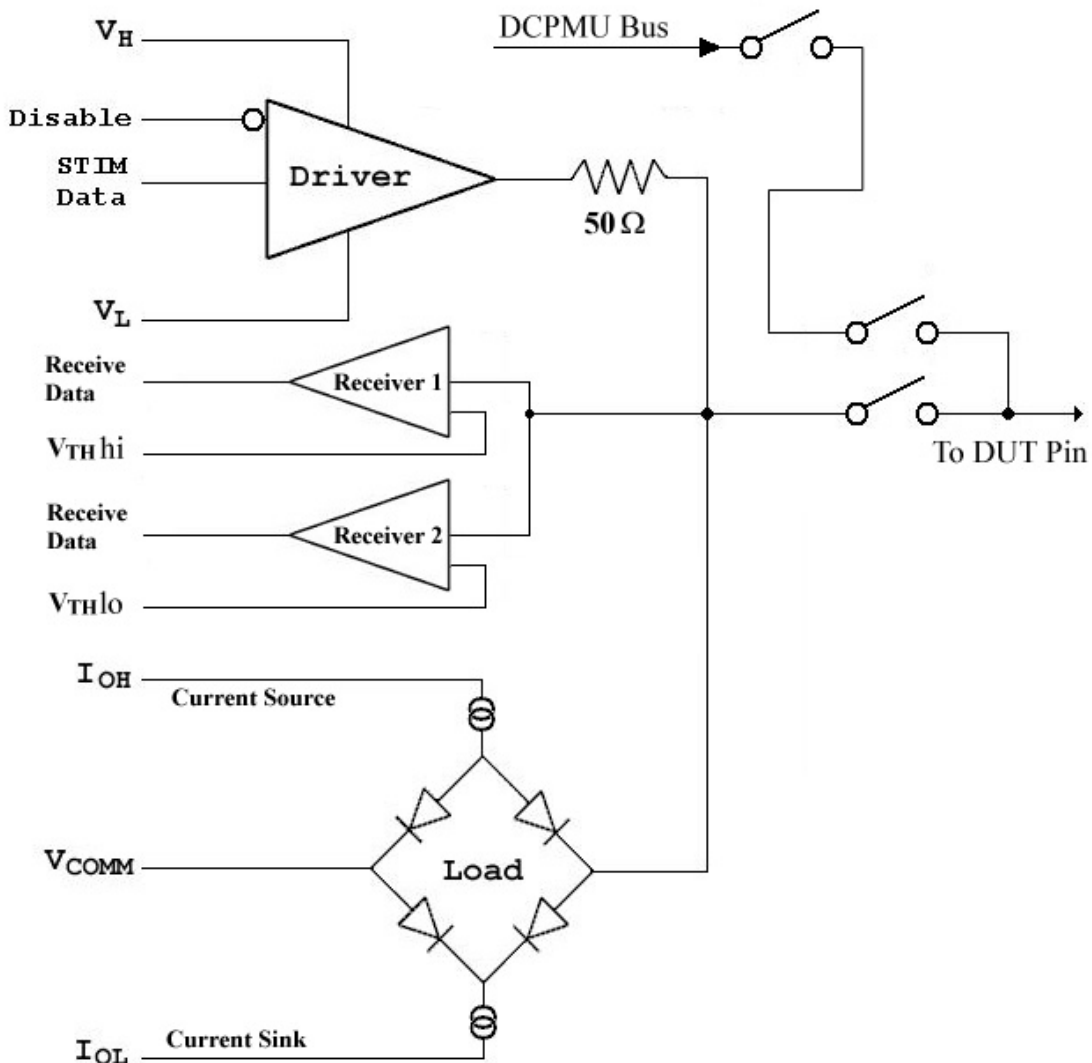 VH
DCPMU Bus
Disable
STIM
Data
Driver
50 Ω
VL
Receive
Data
Receiver 1
VTH hi
To DUT Pin
Receive
Data
Receiver 2
VTH lo
IOH
Current Source
VCOMM
Load
IOL
Current Sink